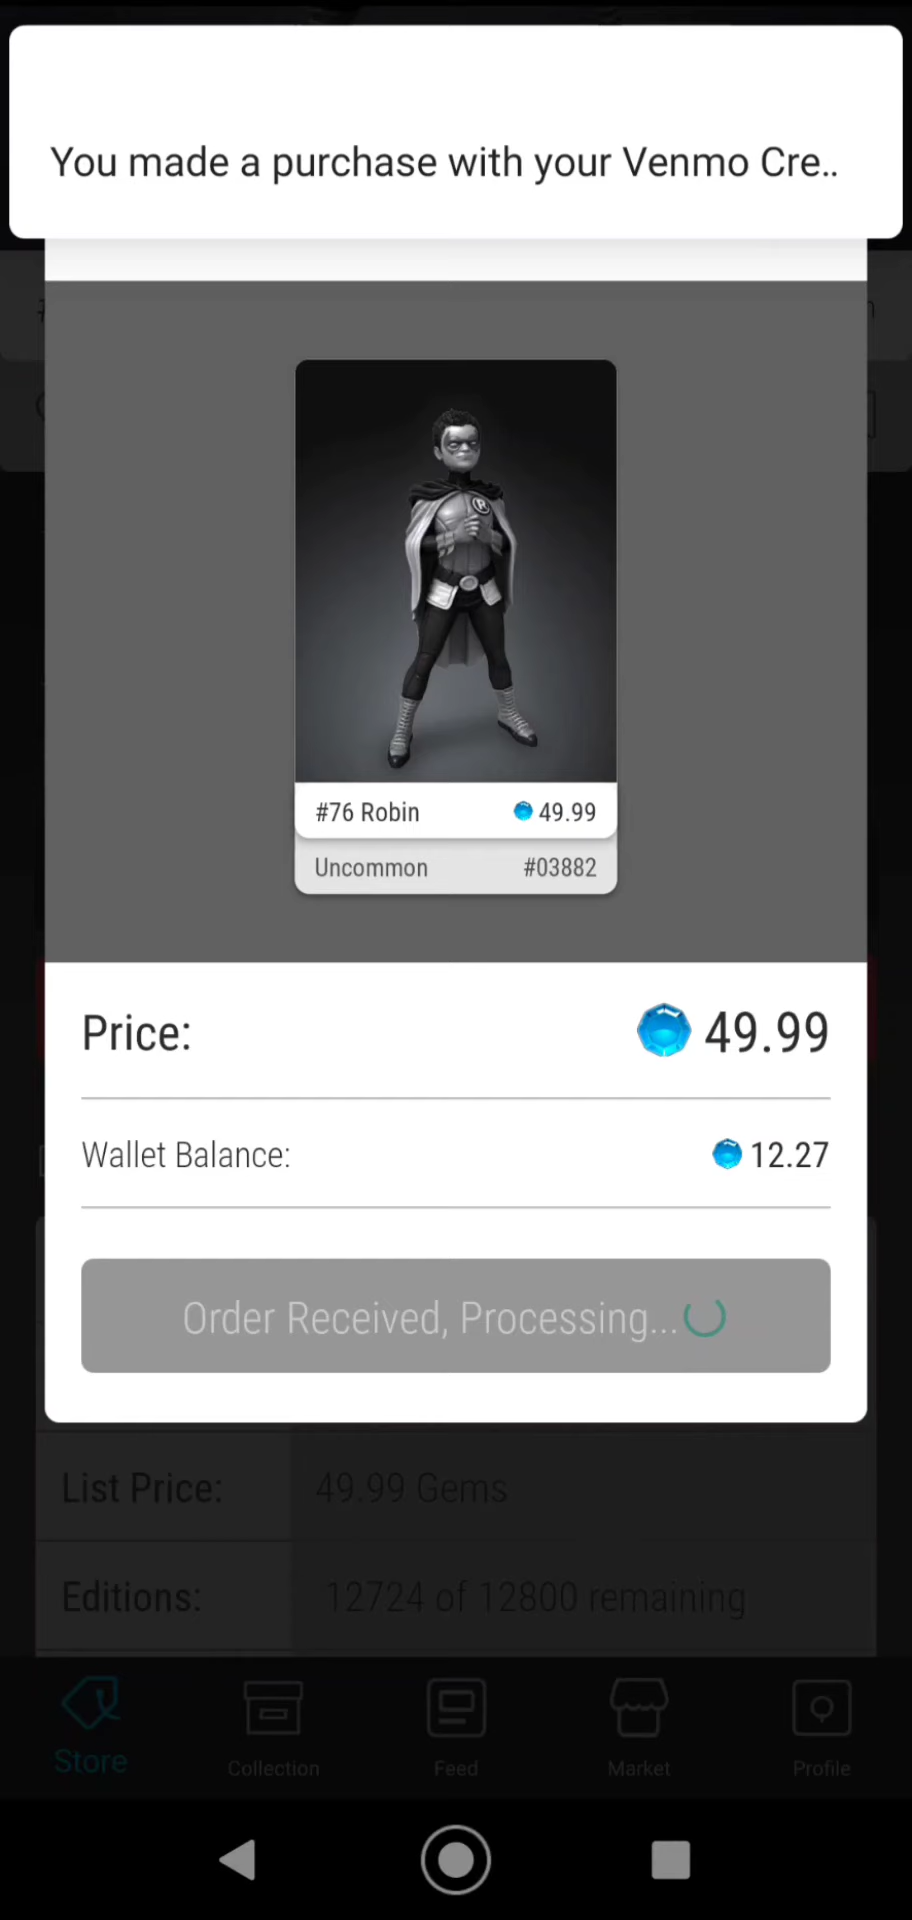 You made a purchase with your Venmo Cre..
R
#76 Robin 49.99
Uncommon #03882
Price: 49.99
Wallet Balance: 12.27
Order Received, Processing...
List Price: 49.99 Gems
Editions: 12724 of 12800 remaining
Store Collection Feed Market Profile